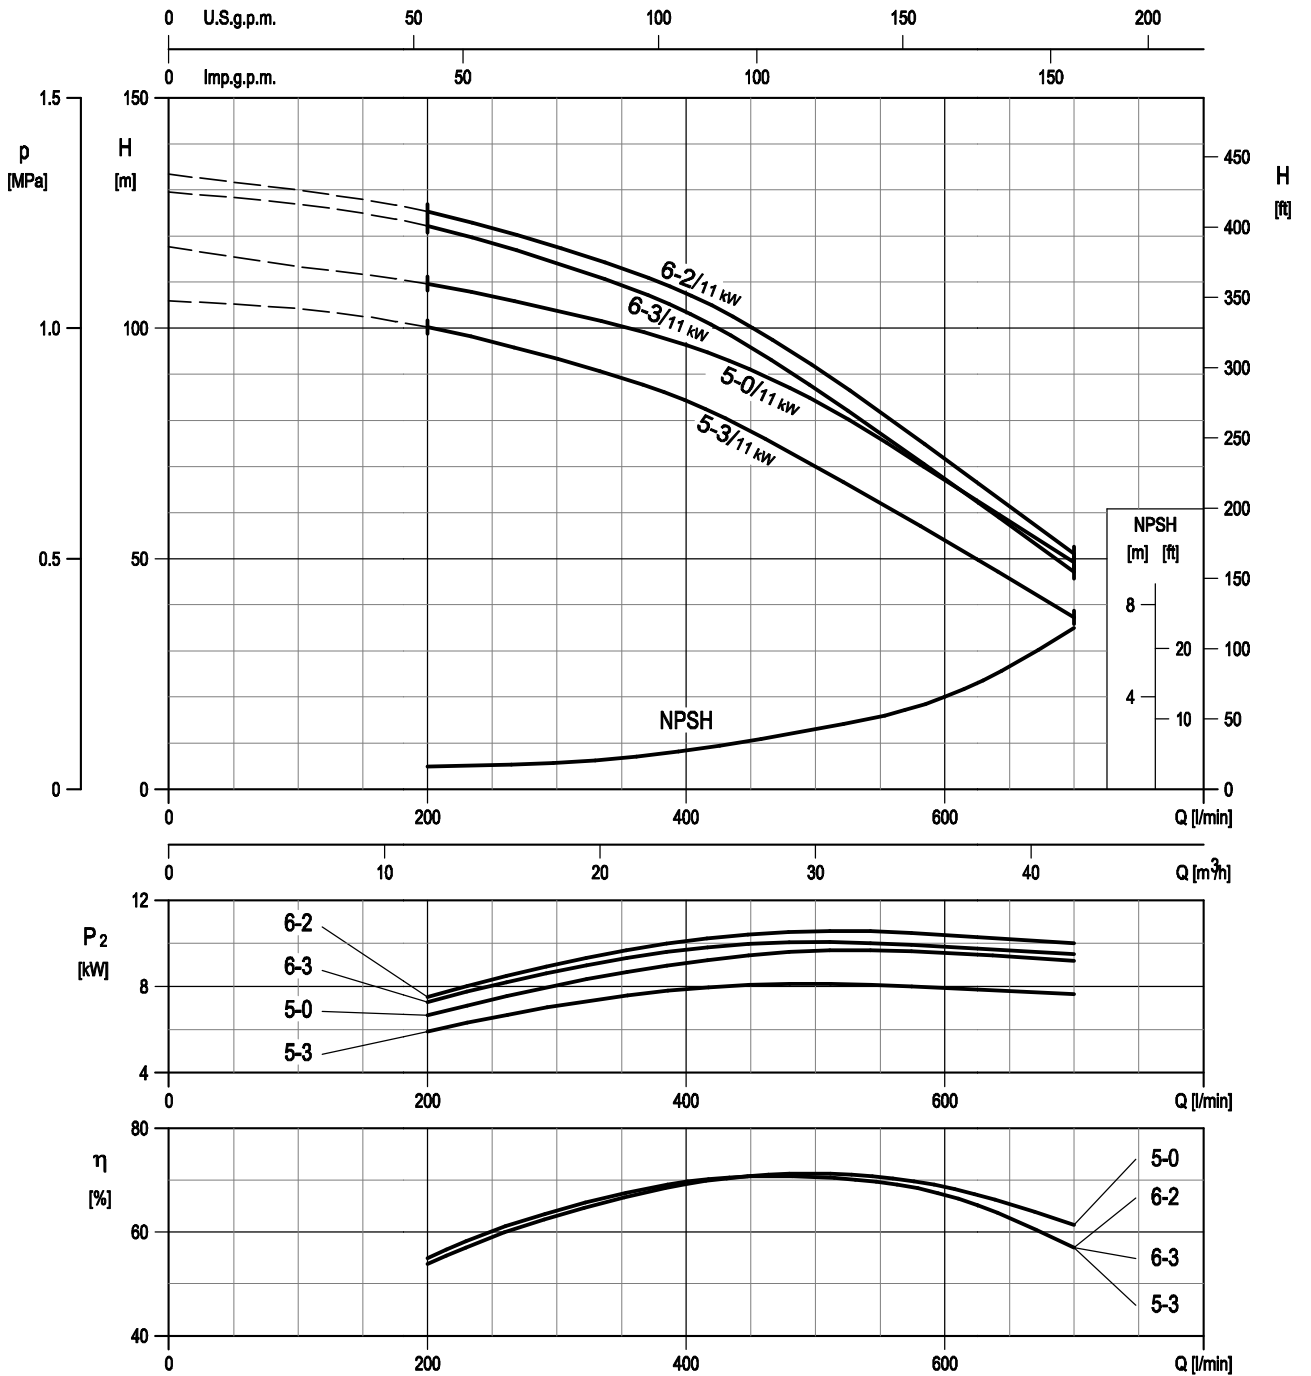 0 U.S.g.p.m. 50 100 150 200
0 Imp.g.p.m. 50 100 150
1.5 150
p H 450
[MPa] [m] H
[ft]
400
6-2/11 kW
6-3/11 kW 350
1.0 100
300
5-0/11 kW
5-3/11 kW 250
200
NPSH
[m] [ft]
0.5 50
150
8
20 100
4
NPSH 10 50
0 0 0
0 200 400 600 Q [l/min]
0 10 20 30 40 Q [m³/h]
12
P2
[kW]
6-2
6-3
8
5-0
5-3
4
0 200 400 600 Q [l/min]
80
η
[%]
5-0
6-2
60
6-3
5-3
40
0 200 400 600 Q [l/min]